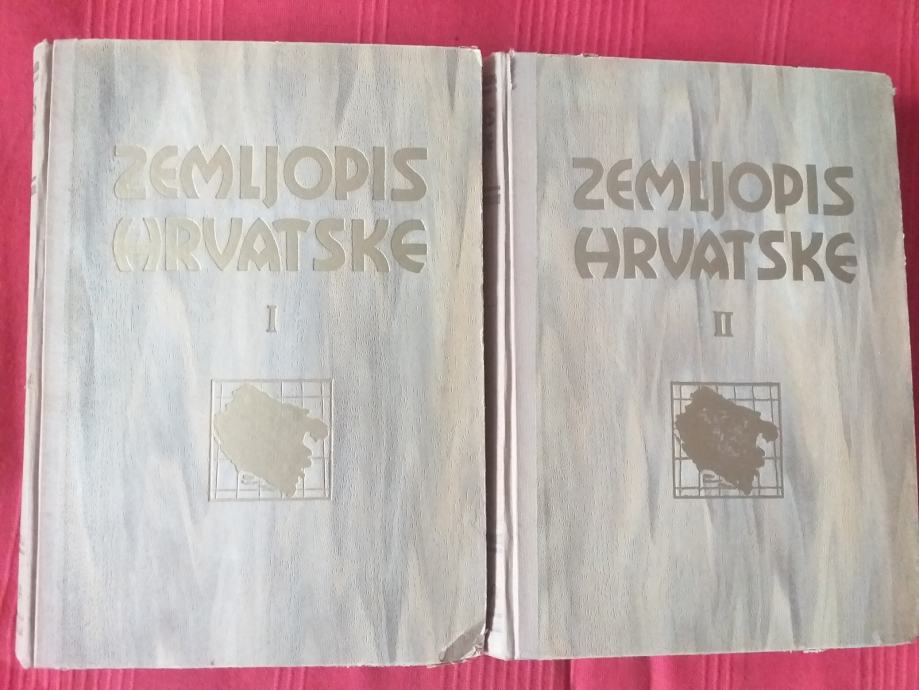 ZEMLJOPIS
HRVATSKE
I
ZEMLJOPIS
HRVATSKE
II